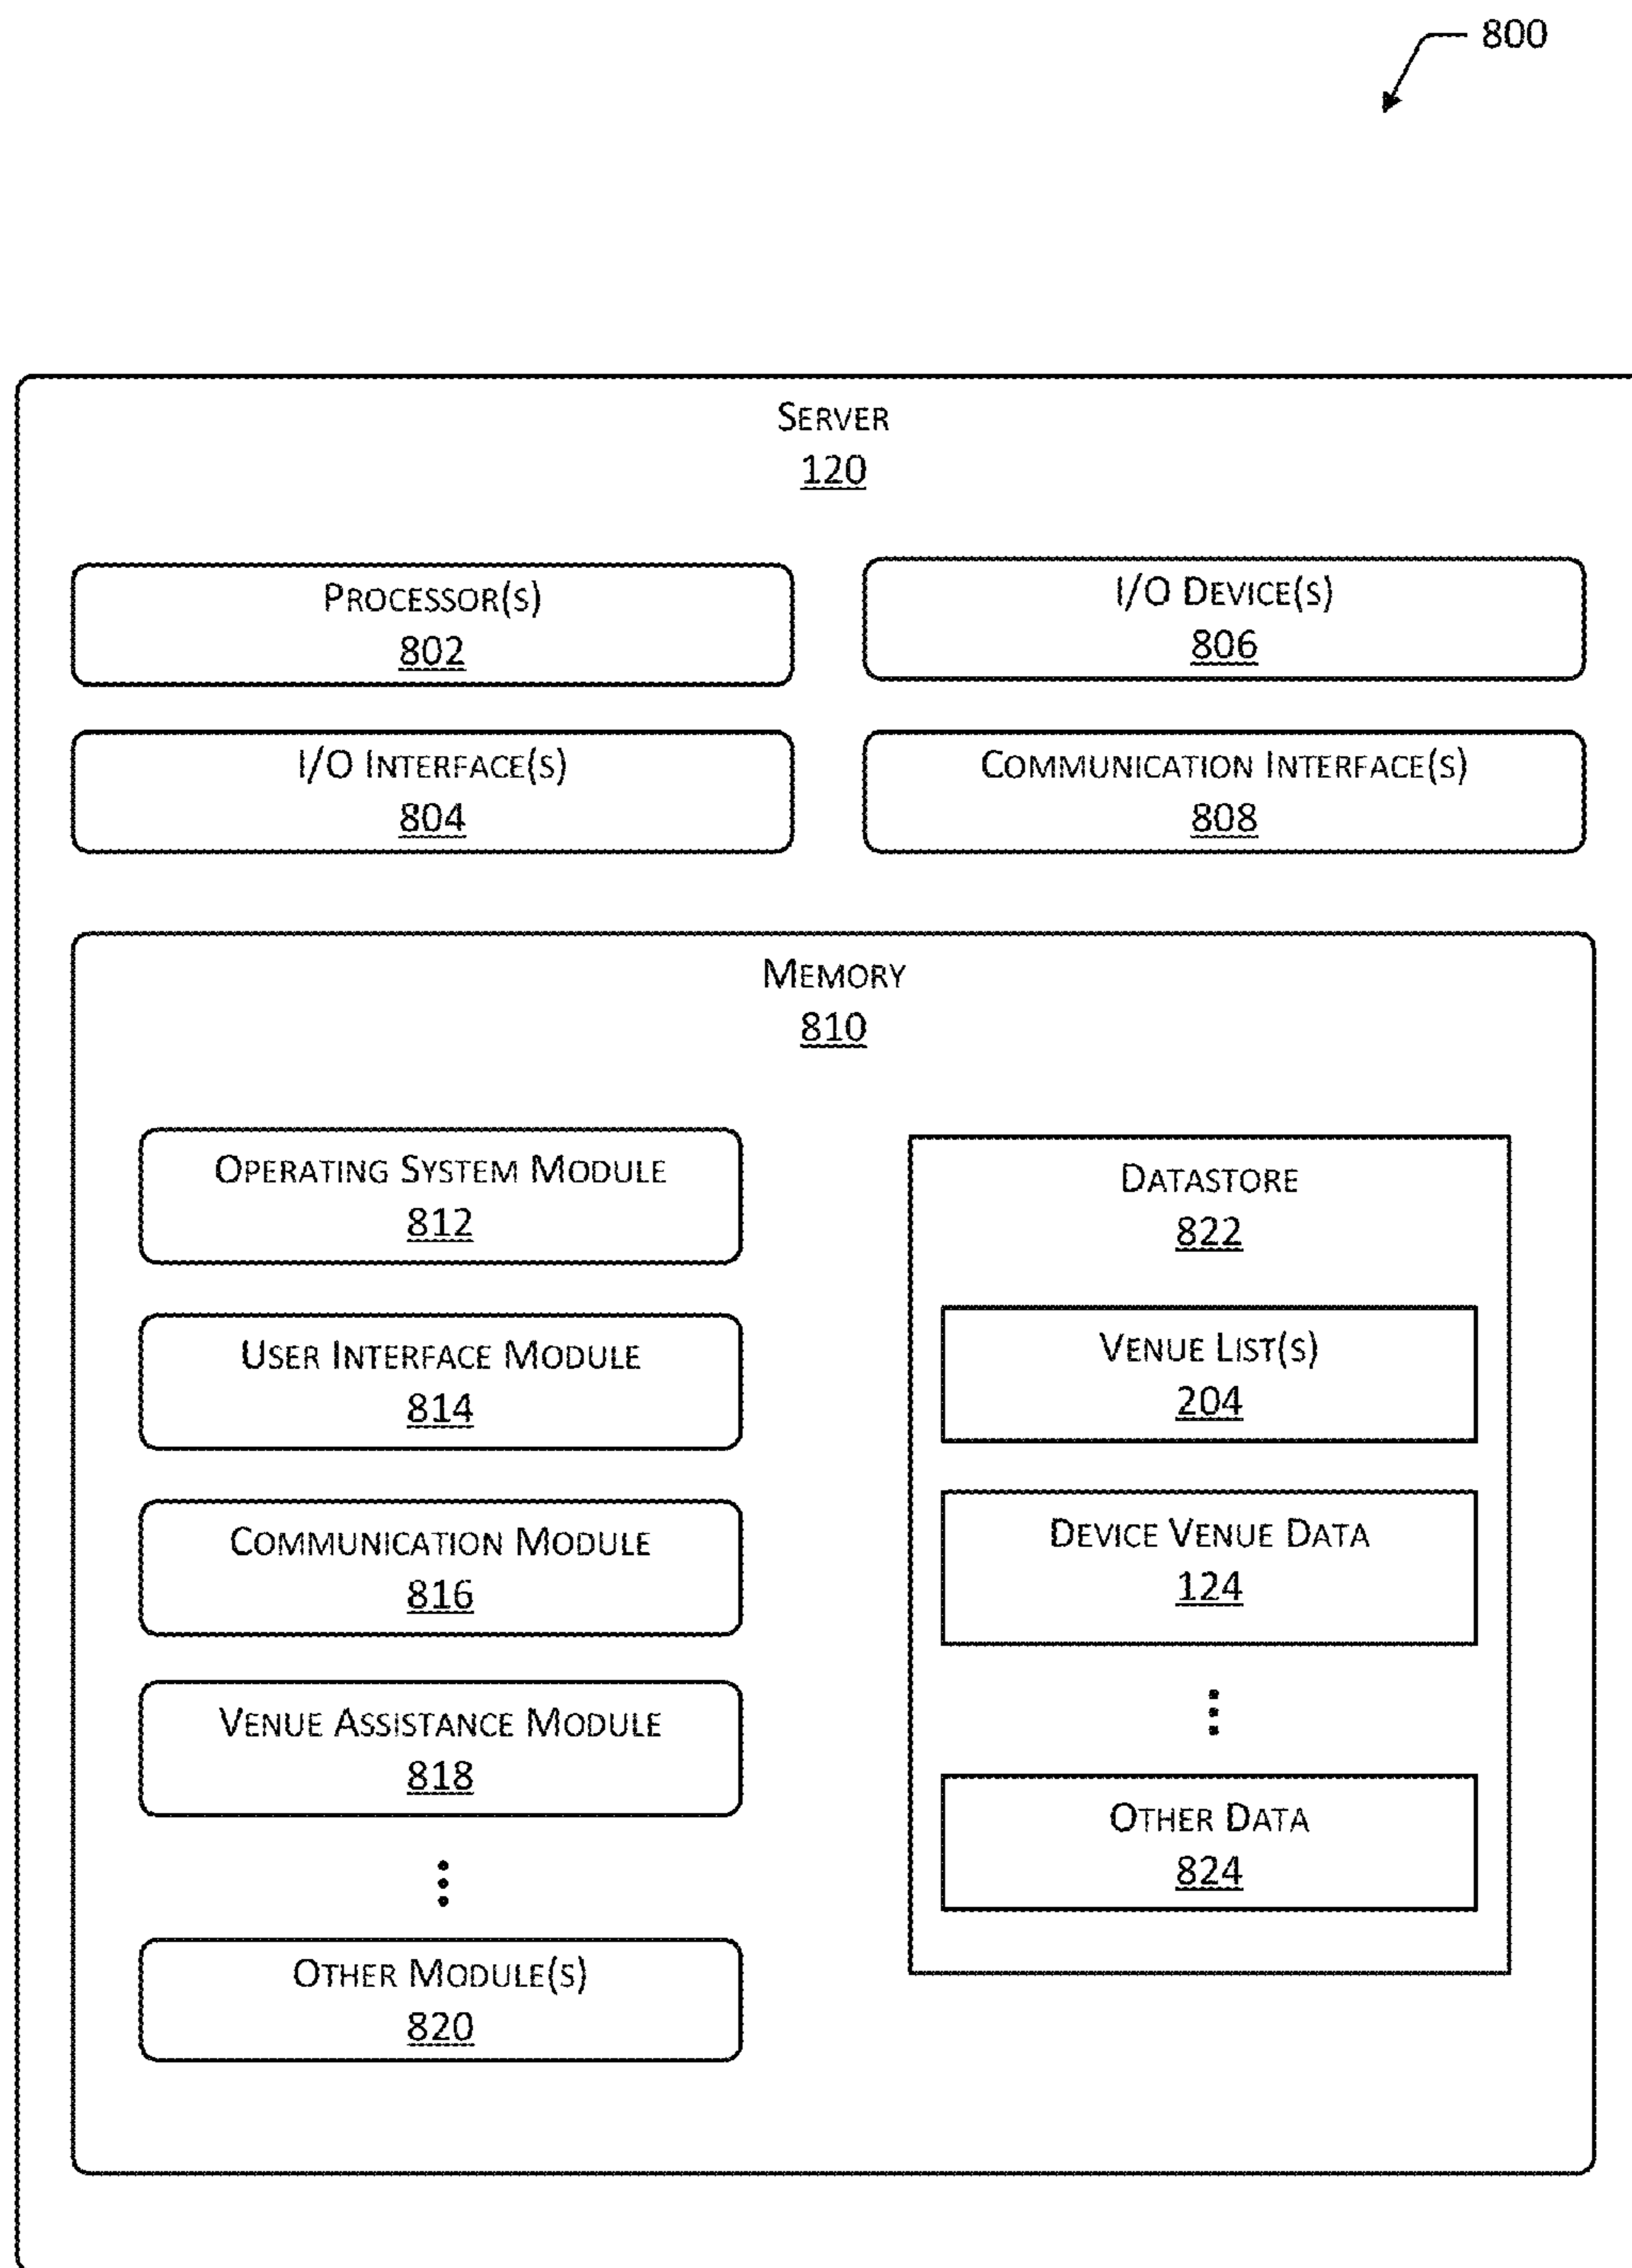 800
SERVER
120
PROCESSOR(S)
802
I/O DEVICE(S)
806
I/O INTERFACE(S)
804
COMMUNICATION INTERFACE(S)
808
MEMORY
810
OPERATING SYSTEM MODULE
812
USER INTERFACE MODULE
814
COMMUNICATION MODULE
816
VENUE ASSISTANCE MODULE
818
OTHER MODULE(S)
820
DATASTORE
822
VENUE LIST(S)
204
DEVICE VENUE DATA
124
OTHER DATA
824